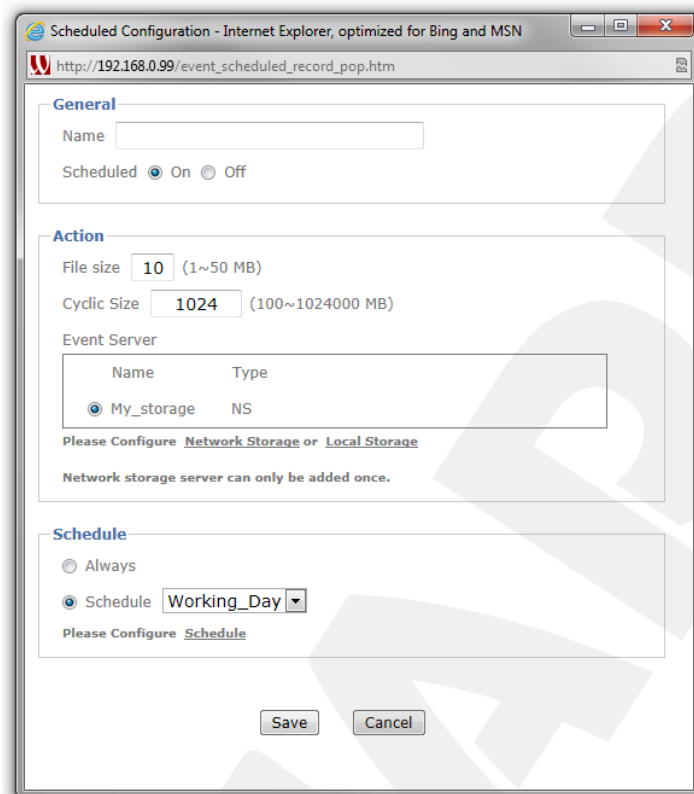 Scheduled Configuration - Internet Explorer, optimized for Bing and MSN
http://192.168.0.99/event_scheduled_record_pop.htm
General
Name
Scheduled On Off
Action
File size 10 (1~50 MB)
Cyclic Size 1024 (100~1024000 MB)
Event Server
Name Type
My_storage NS
Please Configure Network Storage or Local Storage
Network storage server can only be added once.
Schedule
Always
Schedule Working_Day
Please Configure Schedule
Save Cancel